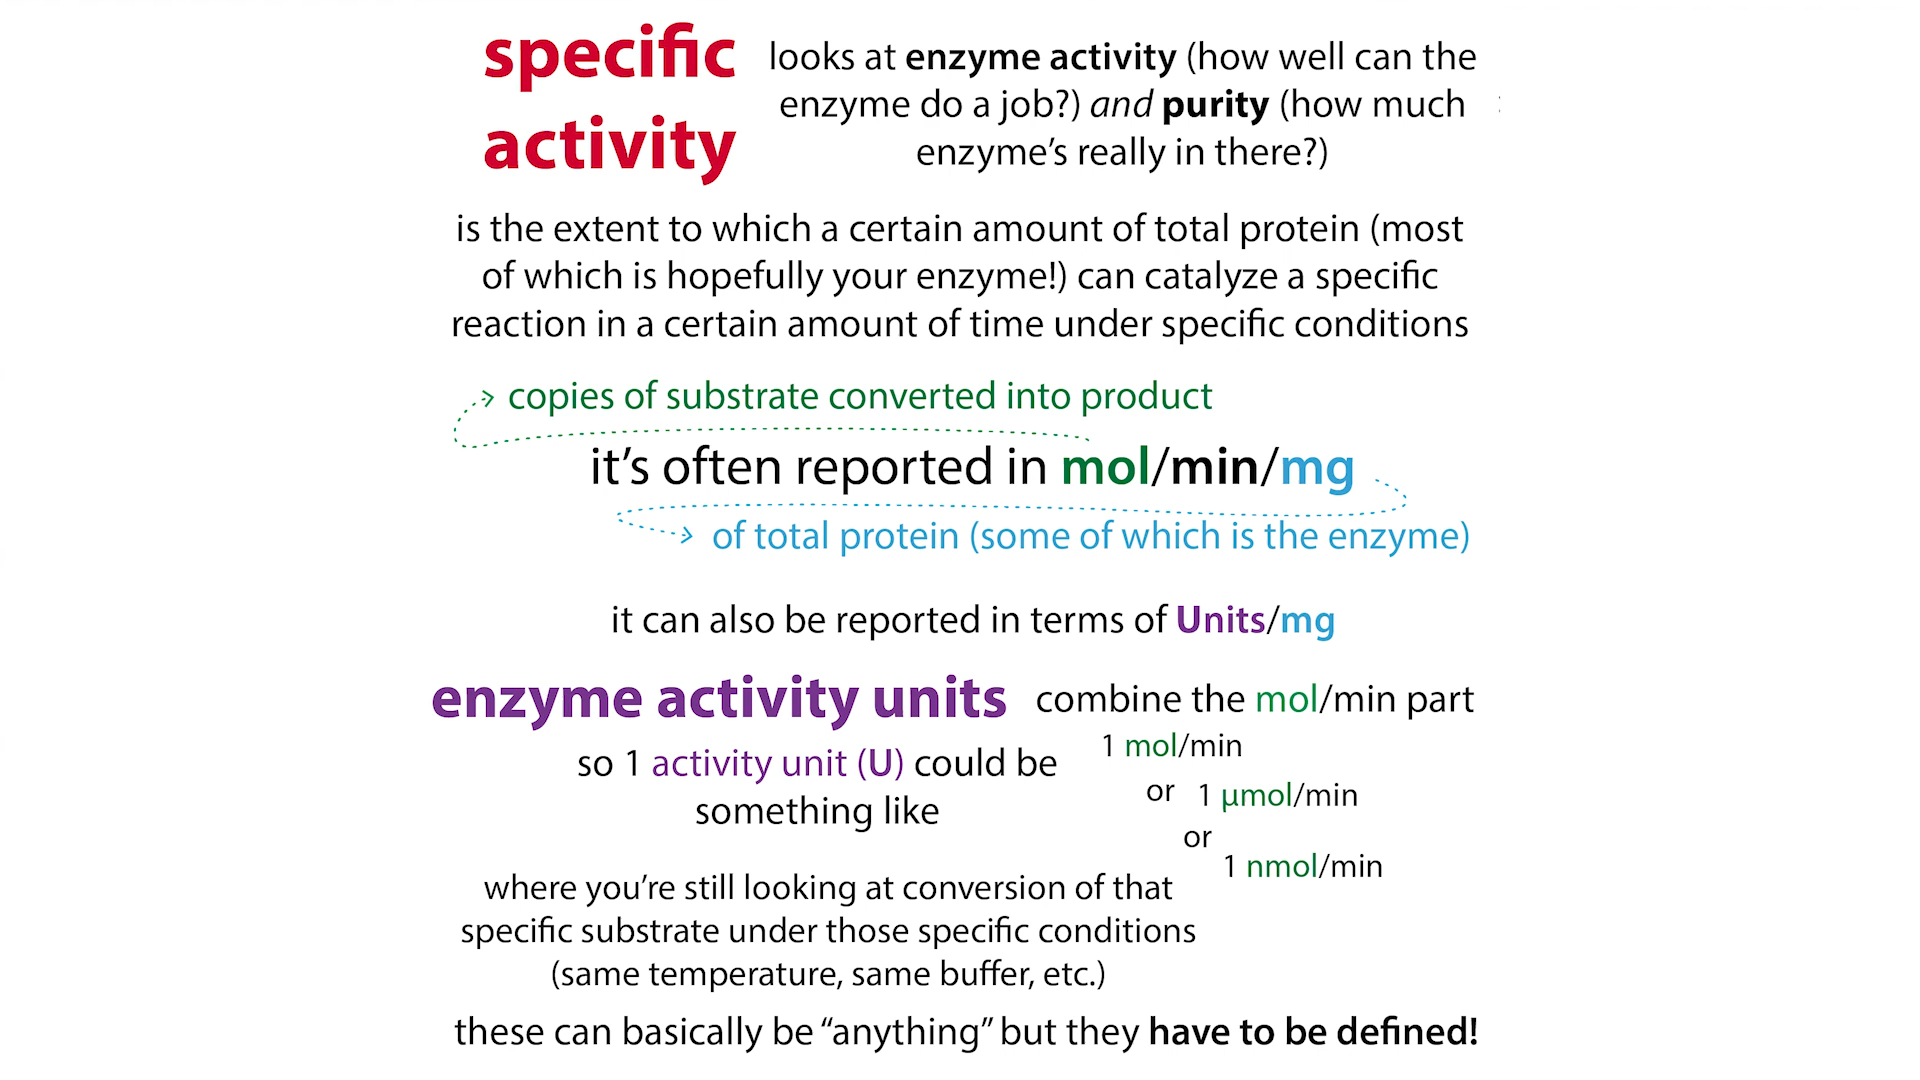 specific
activity
looks at enzyme activity (how well can the
enzyme do a job?) and purity (how much
enzyme’s really in there?)
is the extent to which a certain amount of total protein (most
of which is hopefully your enzyme!) can catalyze a specific
reaction in a certain amount of time under specific conditions
copies of substrate converted into product
it’s often reported in mol/min/mg
of total protein (some of which is the enzyme)
it can also be reported in terms of Units/mg
enzyme activity units combine the mol/min part
so 1 activity unit (U) could be
something like
1 mol/min
or 1 µmol/min
or
1 nmol/min
where you’re still looking at conversion of that
specific substrate under those specific conditions
(same temperature, same buffer, etc.)
these can basically be “anything” but they have to be defined!